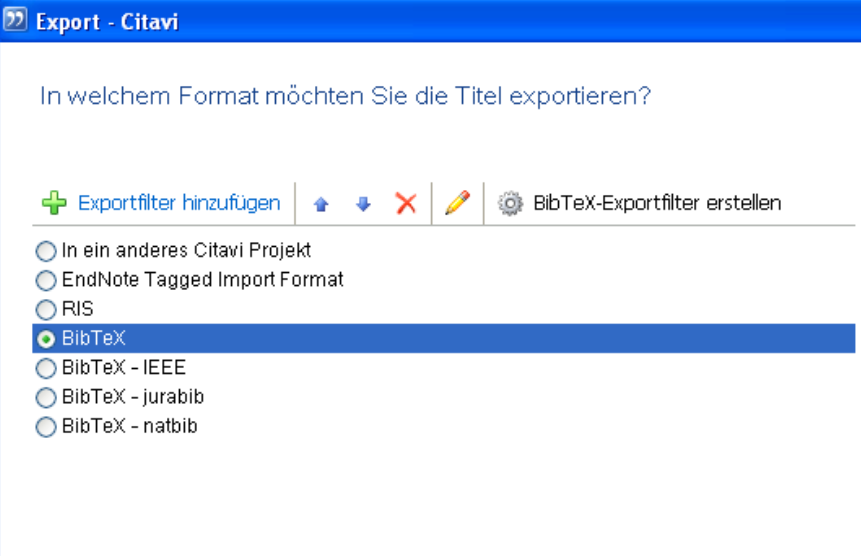 Export - Citavi
In welchem Format möchten Sie die Titel exportieren?
Exportfilter hinzufügen BibTeX-Exportfilter erstellen
In ein anderes Citavi Projekt
EndNote Tagged Import Format
RIS
BibTeX
BibTeX - IEEE
BibTeX - jurabib
BibTeX - natbib